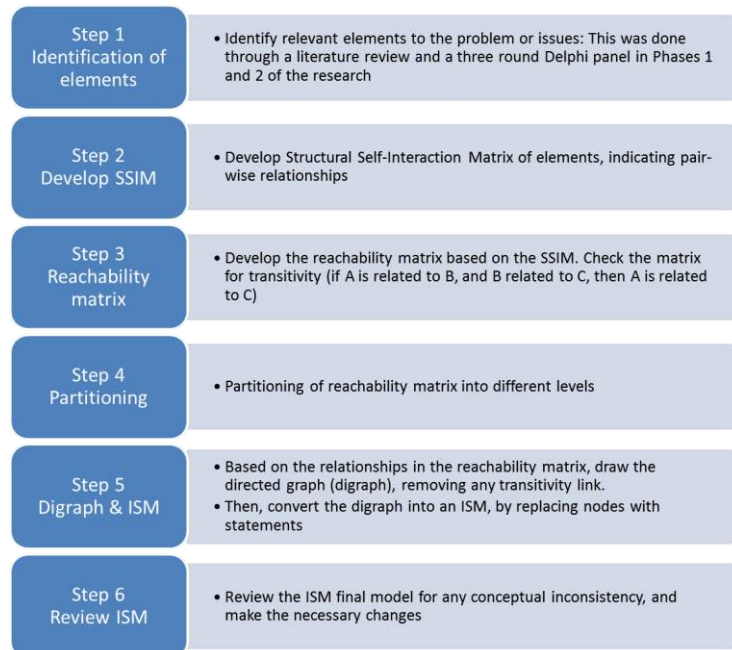 Step 1
Identification of
elements
• Identify relevant elements to the problem or issues: This was done
through a literature review and a three round Delphi panel in Phases 1
and 2 of the research
Step 2
Develop SSIM
• Develop Structural Self-Interaction Matrix of elements, indicating pair-
wise relationships
Step 3
Reachability
matrix
• Develop the reachability matrix based on the SSIM. Check the matrix
for transitivity (if A is related to B, and B related to C, then A is related
to C)
Step 4
Partitioning
• Partitioning of reachability matrix into different levels
Step 5
Digraph & ISM
• Based on the relationships in the reachability matrix, draw the
directed graph (digraph), removing any transitivity link.
• Then, convert the digraph into an ISM, by replacing nodes with
statements
Step 6
Review ISM
• Review the ISM final model for any conceptual inconsistency, and
make the necessary changes